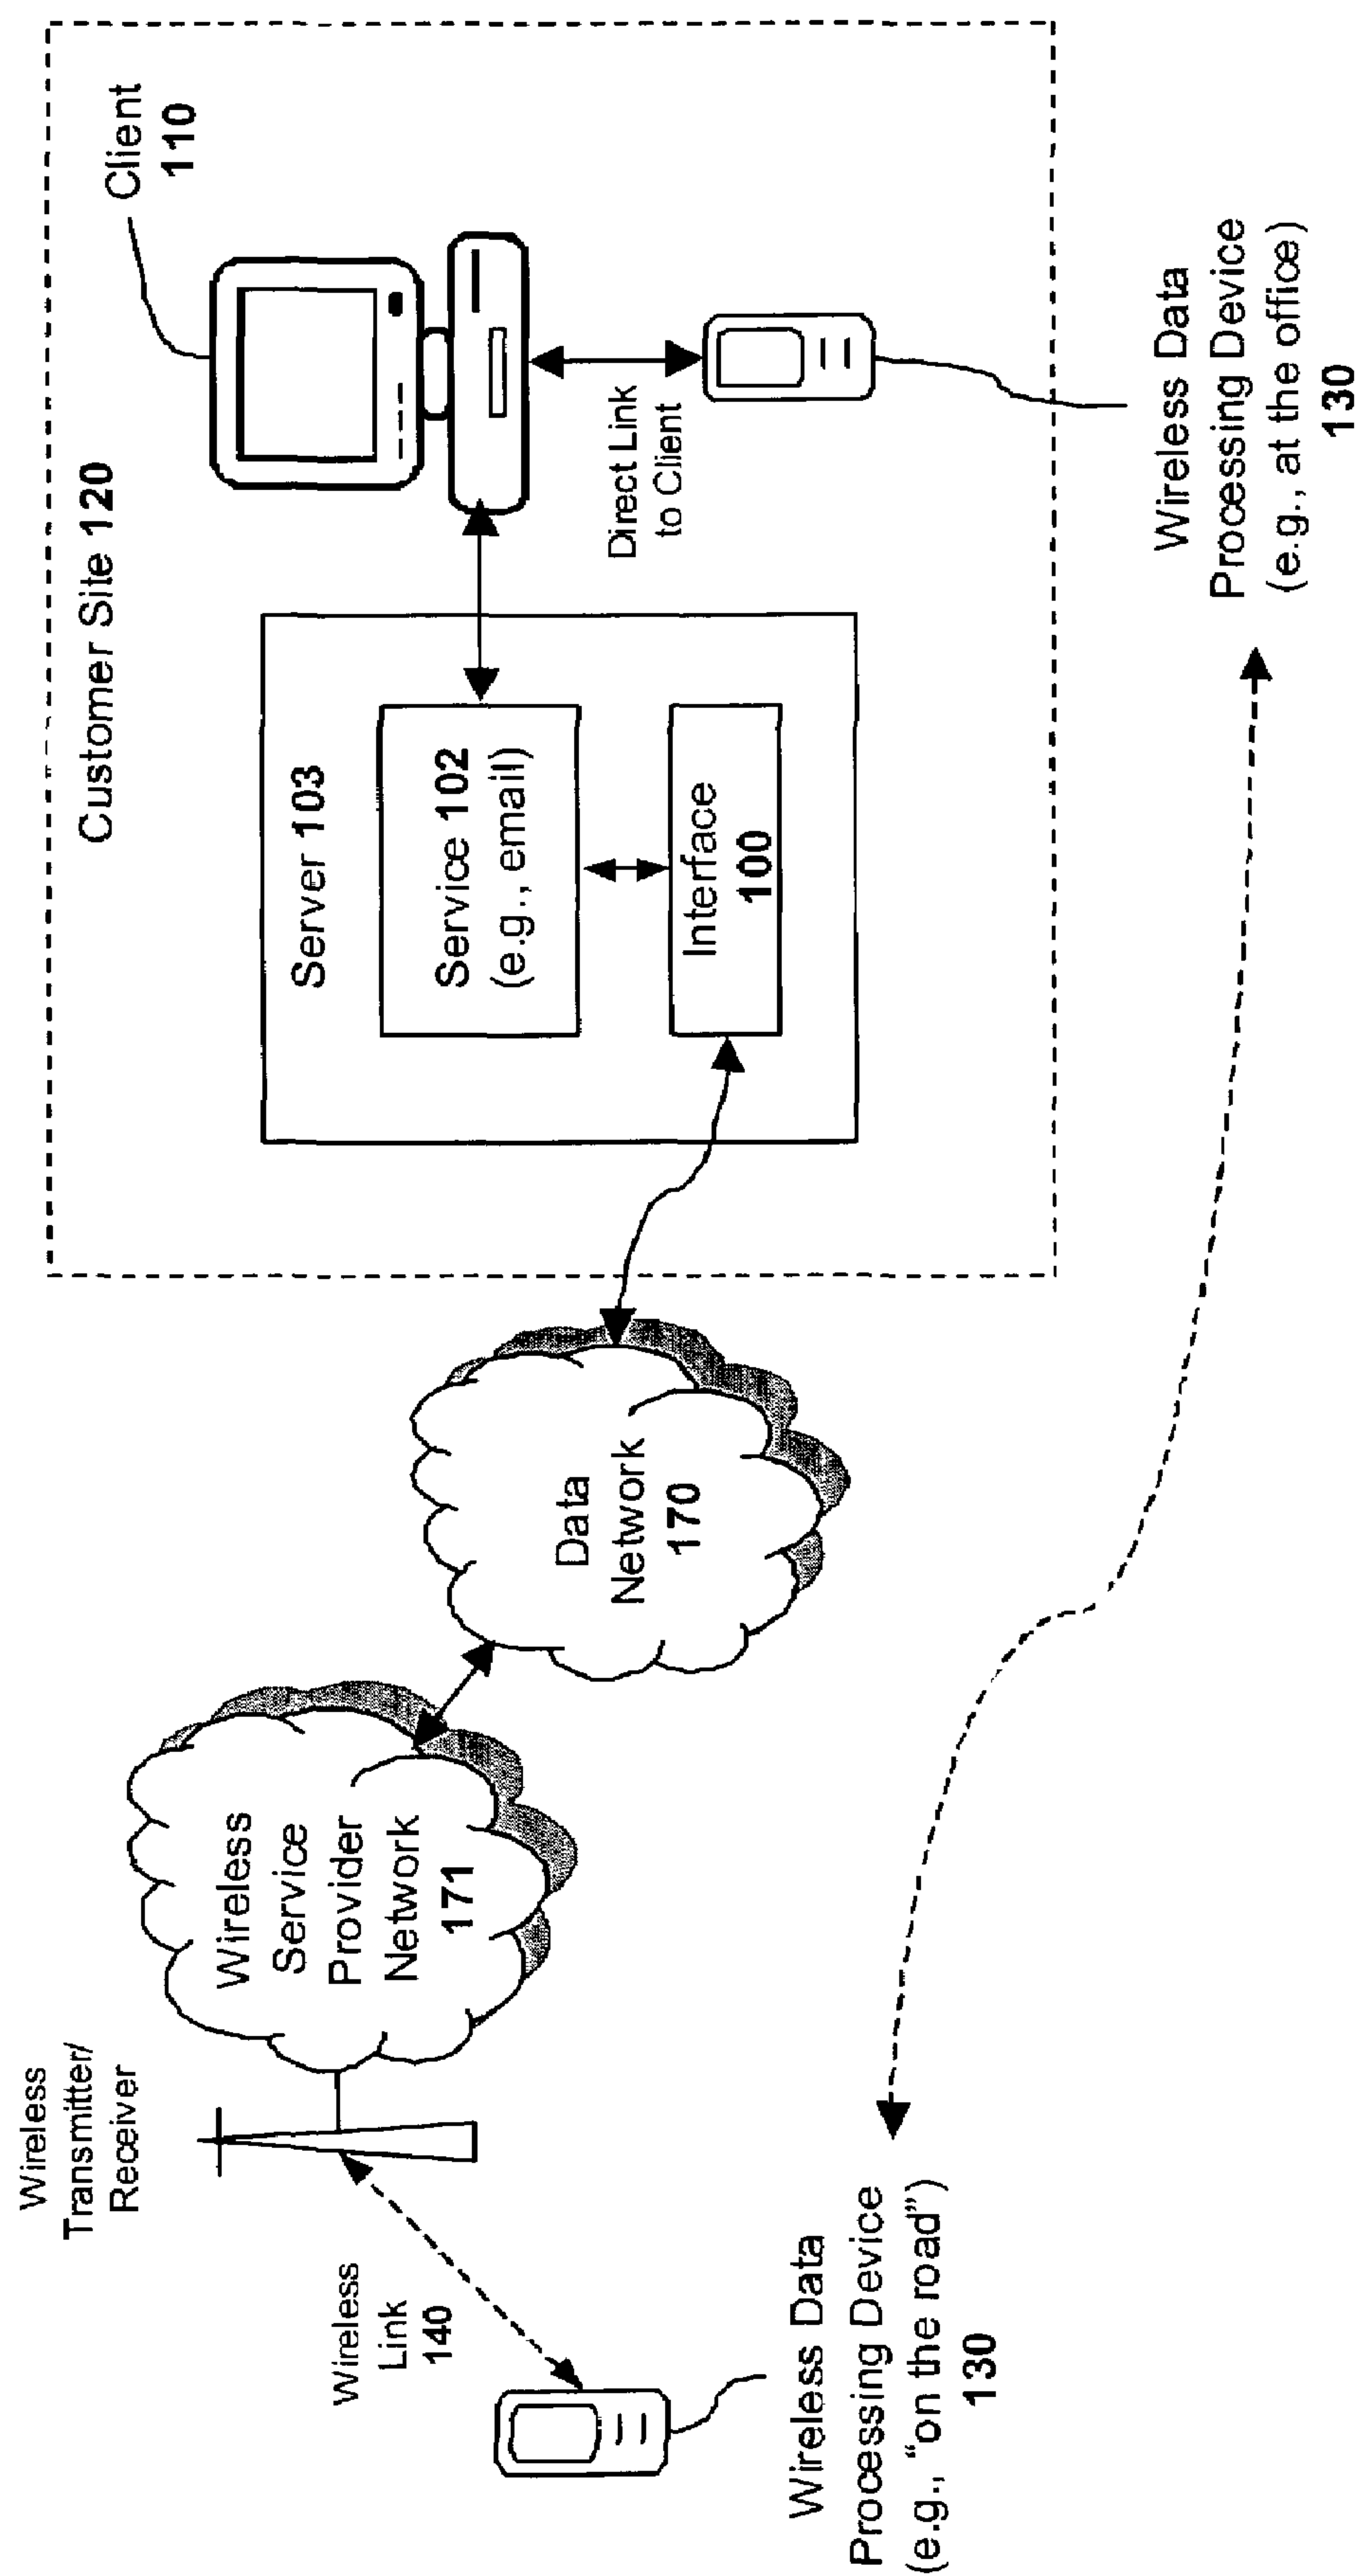 Customer Site 120
Client
110
Server 103
Service 102
(e.g., email)
Interface
100
Direct Link
to Client
Wireless Data
Processing Device
(e.g., at the office)
130
Data
Network
170
Wireless
Service
Provider
Network
171
Wireless
Transmitter/
Receiver
Wireless
Link
140
Wireless Data
Processing Device
(e.g., “on the road”)
130